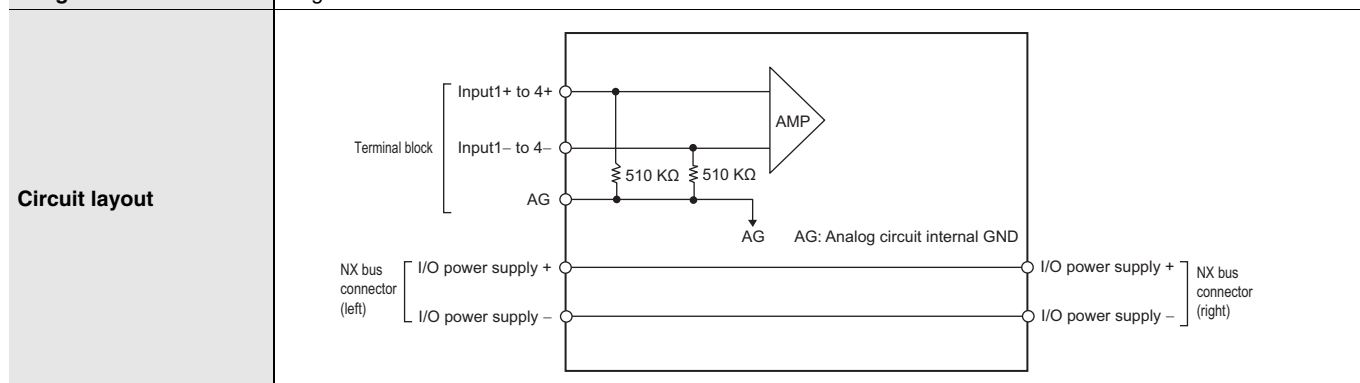 Circuit layout
Terminal block
Input1+ to 4+
Input1– to 4–
AG
AMP
510 KΩ
510 KΩ
AG
AG: Analog circuit internal GND
NX bus
connector
(left)
I/O power supply +
I/O power supply –
I/O power supply +
I/O power supply –
NX bus
connector
(right)